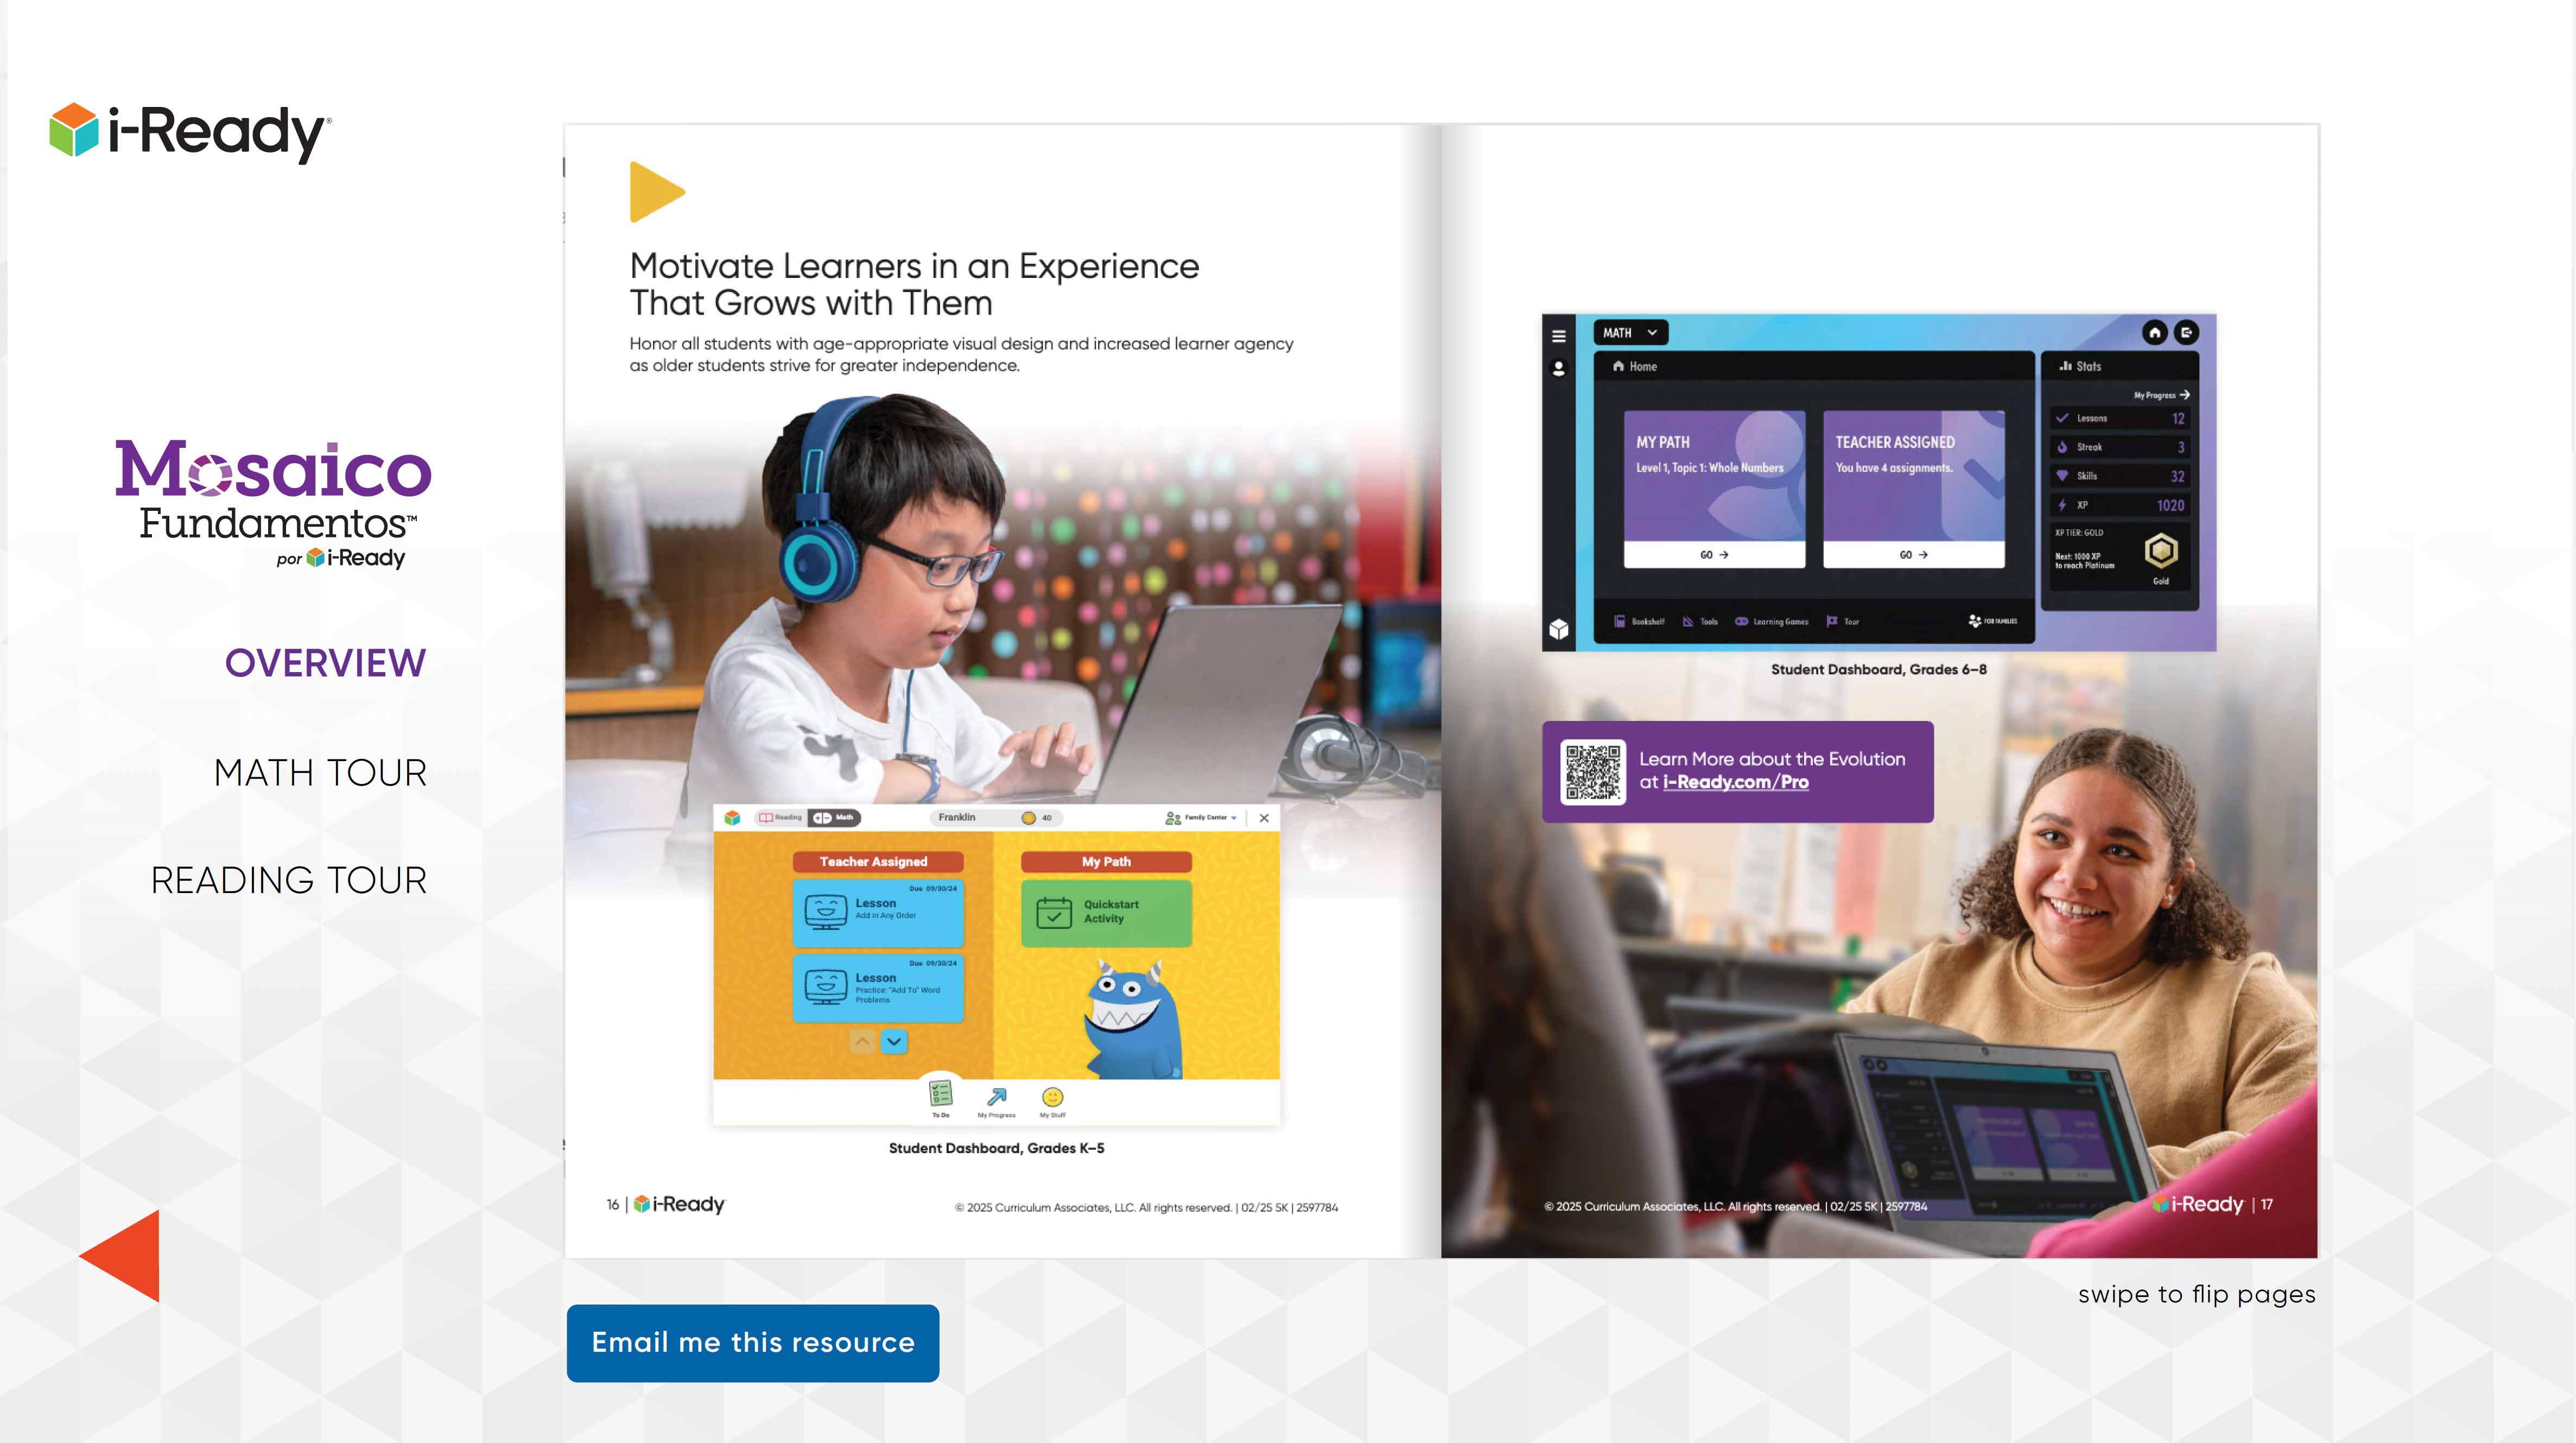 i-Ready®
Mosaico
Fundamentos™
por i-Ready
OVERVIEW
MATH TOUR
READING TOUR
Motivate Learners in an Experience
That Grows with Them
Honor all students with age-appropriate visual design and increased learner agency
as older students strive for greater independence.
Reading
Math
Franklin
40
Family Center
Teacher Assigned
Due 09/30/24
Lesson
Add in Any Order
Due 09/30/24
Lesson
Practice: "Add To" Word
Problems
My Path
Quickstart
Activity
To Do
My Progress
My Stuff
Student Dashboard, Grades K–5
16 | i-Ready
© 2025 Curriculum Associates, LLC. All rights reserved. | 02/25 5K | 2597784
MATH
Home
MY PATH
Level 1, Topic 1: Whole Numbers
GO →
TEACHER ASSIGNED
You have 4 assignments.
GO →
Bookshelf
Tools
Learning Games
Tour
FOR FAMILIES
Stats
My Progress →
Lessons 12
Streak 3
Skills 32
XP 1020
XP TIER: GOLD
Next: 1000 XP
to reach Platinum
Gold
Student Dashboard, Grades 6–8
Learn More about the Evolution
at i-Ready.com/Pro
© 2025 Curriculum Associates, LLC. All rights reserved. | 02/25 5K | 2597784
i-Ready | 17
swipe to flip pages
Email me this resource